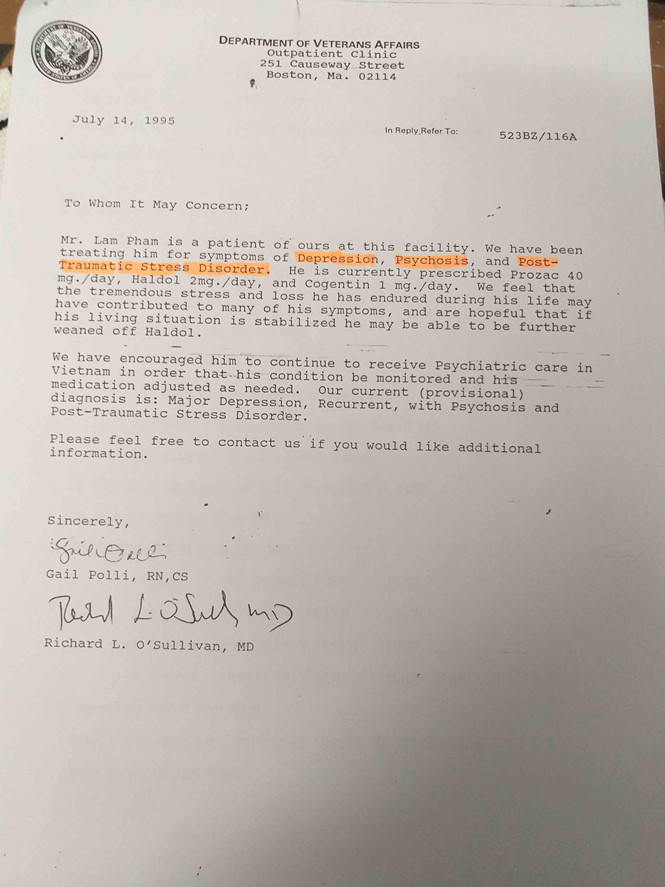 DEPARTMENT OF VETERANS AFFAIRS
Outpatient Clinic
251 Causeway Street
Boston, Ma. 02114
July 14, 1995
In Reply Refer To:
523BZ/116A
To Whom It May Concern;
Mr. Lam Pham is a patient of ours at this facility. We have been
treating him for symptoms of Depression, Psychosis, and Post-
Traumatic Stress Disorder. He is currently prescribed Prozac 40
mg./day, Haldol 2mg./day, and Cogentin 1 mg./day. We feel that
the tremendous stress and loss he has endured during his life may
have contributed to many of his symptoms, and are hopeful that if
his living situation is stabilized he may be able to be further
weaned off Haldol.
We have encouraged him to continue to receive Psychiatric care in
Vietnam in order that his condition be monitored and his
medication adjusted as needed. Our current (provisional)
diagnosis is: Major Depression, Recurrent, with Psychosis and
Post-Traumatic Stress Disorder.
Please feel free to contact us if you would like additional
information.
Sincerely,
Gail Polli, RN,CS
Richard L. O'Sullivan, MD